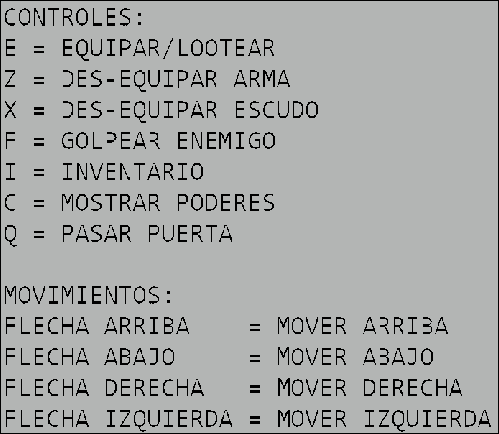 CONTROLES:
E = EQUIPAR/LOOTEAR
Z = DES-EQUIPAR ARMA
X = DES-EQUIPAR ESCUDO
F = GOLPEAR ENEMIGO
I = INVENTARIO
C = MOSTRAR PODERES
Q = PASAR PUERTA

MOVIMIENTOS:
FLECHA ARRIBA = MOVER ARRIBA
FLECHA ABAJO = MOVER ABAJO
FLECHA DERECHA = MOVER DERECHA
FLECHA IZQUIERDA = MOVER IZQUIERDA